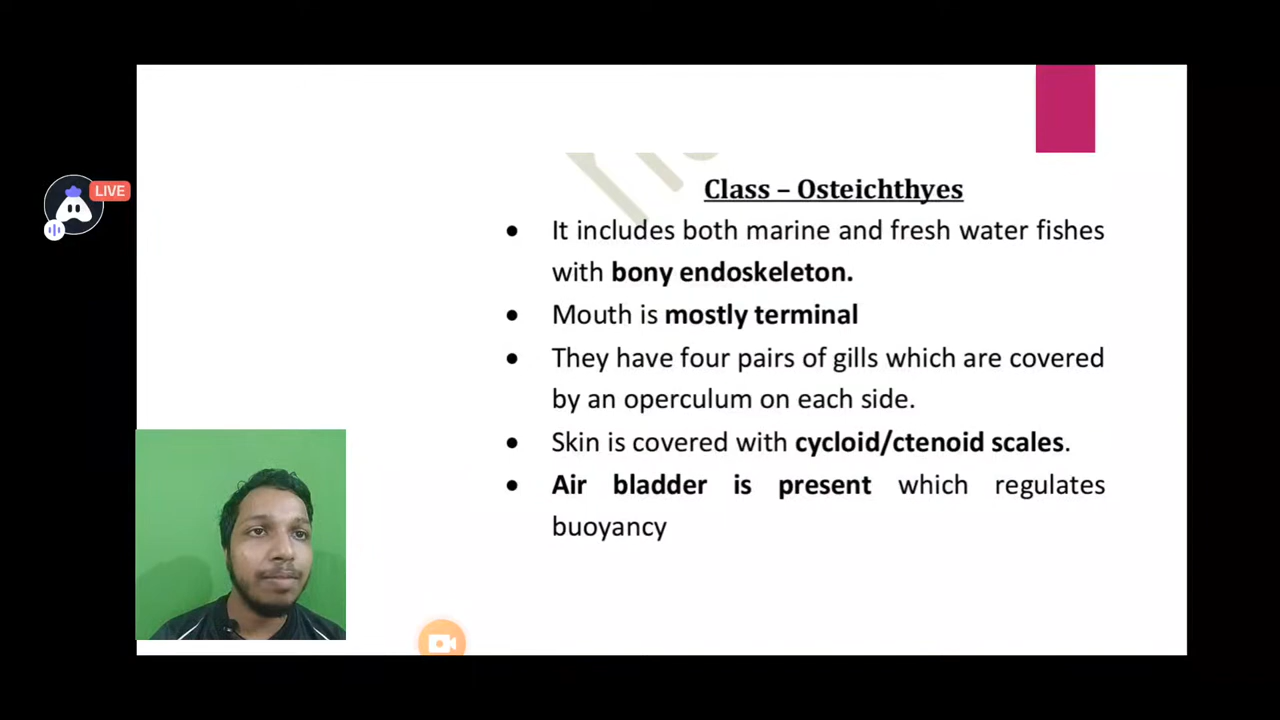 LIVE
Class – Osteichthyes
• It includes both marine and fresh water fishes
with bony endoskeleton.
• Mouth is mostly terminal
• They have four pairs of gills which are covered
by an operculum on each side.
• Skin is covered with cycloid/ctenoid scales.
• Air bladder is present which regulates
buoyancy